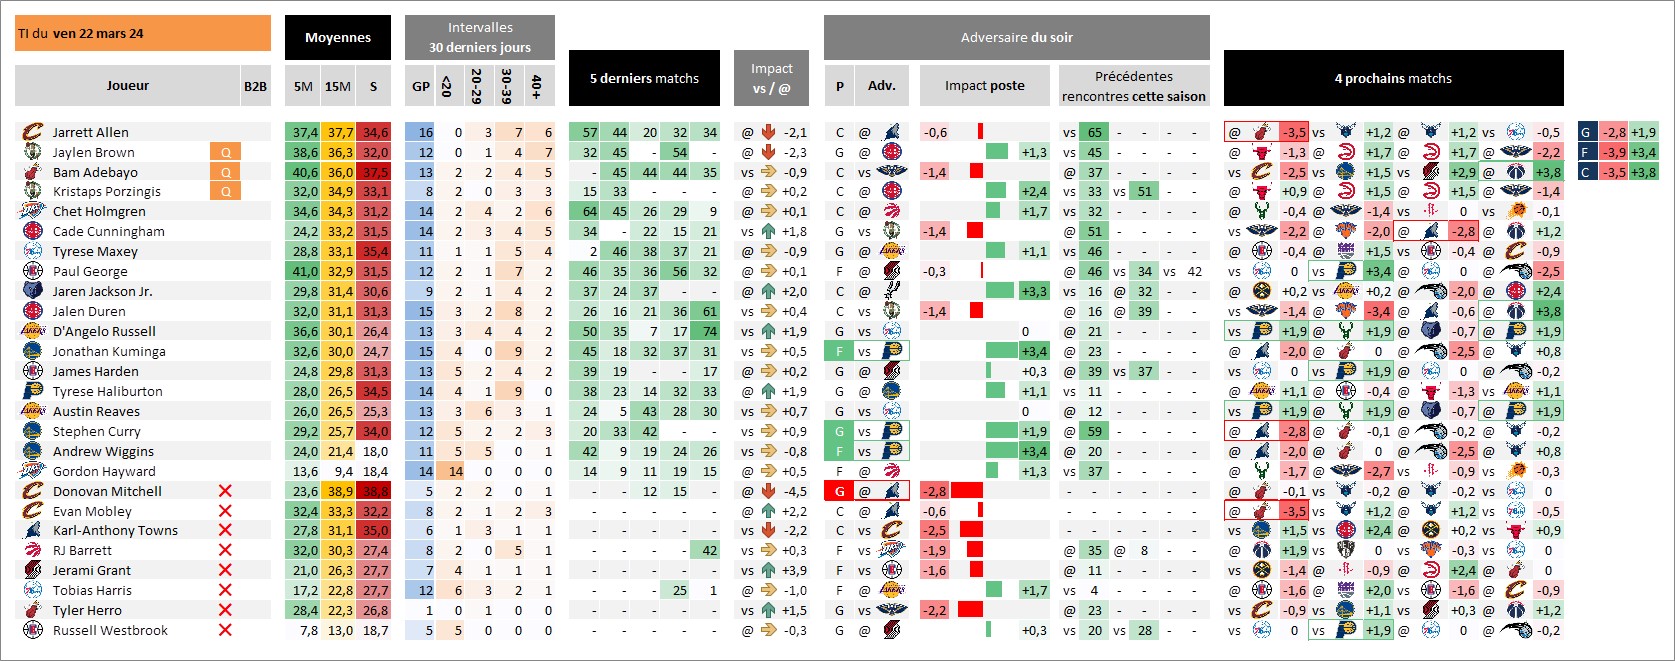 TI du ven 22 mars 24
Moyennes
Intervalles
30 derniers jours
5 derniers matchs
Impact
vs / @
Adversaire du soir
4 prochains matchs
Joueur B2B 5M 15M S GP <20 20-29 30-39 40+ P Adv. Impact poste Précédentes
rencontres cette saison
Jarrett Allen 37,4 37,7 34,6 16 0 3 7 6 57 44 20 32 34 @ -2,1 C @ -0,6 vs 65 - - - - @ -3,5 vs +1,2 @ +1,2 vs -0,5 G -2,8 +1,9
Jaylen Brown Q 38,6 36,3 32,0 12 0 1 4 7 32 45 - 54 - @ -2,3 G @ +1,3 vs 45 - - - - @ -1,3 @ +1,7 @ +1,7 @ -2,2 F -3,9 +3,4
Bam Adebayo Q 40,6 36,0 37,5 13 2 2 4 5 - 45 44 44 35 vs -0,9 C vs -1,4 @ 37 - - - - vs -2,5 vs +1,5 @ +2,9 @ +3,8 C -3,5 +3,8
Kristaps Porzingis Q 32,0 34,9 33,1 8 2 0 3 3 15 33 - - - @ +0,2 C @ +2,4 vs 33 vs 51 - - @ +0,9 @ +1,5 @ +1,5 @ -1,4
Chet Holmgren 34,6 34,3 31,2 14 2 4 2 6 64 45 26 29 9 @ +0,1 C @ +1,7 vs 32 - - - - @ -0,4 @ -1,4 vs 0 vs -0,1
Cade Cunningham 24,2 33,2 31,5 14 2 3 4 5 34 - 22 15 21 vs +1,8 G vs -1,4 @ 51 - - - - vs -2,2 @ -2,0 @ -2,8 @ +1,2
Tyrese Maxey 28,8 33,1 35,4 11 1 1 5 4 2 46 38 37 21 @ -0,9 G @ +1,1 vs 46 - - - - @ -0,4 @ +1,5 vs -0,4 @ -0,9
Paul George 41,0 32,9 31,5 12 2 1 7 2 46 35 36 56 32 @ +0,1 F @ -0,3 @ 46 vs 34 vs 42 vs 0 vs +3,4 @ 0 @ -2,5
Jaren Jackson Jr. 29,8 31,4 30,6 9 2 1 4 2 37 24 37 - - @ +2,0 C @ +3,3 vs 16 @ 32 - - @ +0,2 @ +0,2 @ -2,0 @ +2,4
Jalen Duren 32,0 31,1 31,3 15 3 2 8 2 26 16 21 36 61 vs +0,4 C vs -1,4 @ 16 @ 39 - - vs -1,4 @ -3,4 @ -0,6 @ +3,8
D'Angelo Russell 36,6 30,1 26,4 13 3 4 4 2 50 35 7 17 74 vs +1,9 G vs 0 @ 21 - - - - vs +1,9 @ +1,9 @ -0,7 @ +1,9
Jonathan Kuminga 32,6 30,0 24,7 15 4 0 9 2 45 18 32 37 31 vs +0,5 F vs +3,4 @ 23 - - - - @ -2,0 @ 0 @ -2,5 @ +0,8
James Harden 24,8 29,8 31,3 13 5 2 4 2 39 19 - - 17 @ +0,2 G @ +0,3 @ 39 vs 37 - - vs 0 vs +1,9 @ 0 @ -0,2
Tyrese Haliburton 28,0 26,5 34,5 14 4 1 9 0 38 23 14 32 33 @ +1,9 G @ +1,1 vs 11 - - - - @ +1,1 @ -0,4 @ -1,3 vs +1,1
Austin Reaves 26,0 26,5 25,3 13 3 6 3 1 24 5 43 28 30 vs +0,7 G vs 0 @ 12 - - - - vs +1,9 @ +1,9 @ -0,7 @ +1,9
Stephen Curry 29,2 25,7 34,0 12 5 2 2 3 20 33 42 - - vs +0,9 G vs +1,9 @ 59 - - - - @ -2,8 @ -0,1 @ -0,2 @ -0,2
Andrew Wiggins 24,0 21,4 18,0 11 5 5 0 1 42 9 19 24 26 vs -0,8 F vs +3,4 @ 20 - - - - @ -2,0 @ 0 @ -2,5 @ +0,8
Gordon Hayward 13,6 9,4 18,4 14 14 0 0 0 14 9 11 19 15 @ +0,5 F @ +1,3 vs 37 - - - - @ -1,7 @ -2,7 vs -0,9 vs -0,3
Donovan Mitchell 23,6 38,9 38,8 5 2 2 0 1 - - 12 15 - @ -4,5 G @ -2,8 - - - - - - @ -0,1 vs -0,2 @ -0,2 vs 0
Evan Mobley 32,4 33,3 32,2 8 2 1 2 3 - - - - - @ +2,2 C @ -0,6 - - - - - - @ -3,5 vs +1,2 @ +1,2 vs -0,5
Karl-Anthony Towns 27,8 31,1 35,0 6 1 3 1 1 - - - - - vs -2,2 C vs -2,5 @ - - - - - vs +1,5 vs +2,4 @ +0,2 vs +0,9
RJ Barrett 32,0 30,3 27,4 8 2 0 5 1 - - - - 42 vs +0,3 F vs -1,9 @ 35 @ 8 - - @ +1,9 vs 0 vs -0,3 @ 0
Jerami Grant 21,0 26,3 27,7 7 4 1 1 1 - - - - - vs +3,9 F vs -1,6 @ 11 - - - - vs -1,4 @ -0,9 @ +2,4 @ 0
Tobias Harris 17,2 22,8 27,7 12 6 3 2 1 - - - 25 1 @ -1,0 F @ +1,7 vs 4 - - - - @ -1,6 @ +2,0 vs -1,6 @ -0,9
Tyler Herro 28,4 22,3 26,8 1 0 1 0 0 - - - - - vs +1,5 G vs -2,2 @ 23 - - - - vs -0,9 vs +1,1 vs +0,3 @ +1,2
Russell Westbrook 7,8 13,0 18,7 5 5 0 0 0 - - - - - @ -0,3 G @ +0,3 vs 20 vs 28 - - vs 0 vs +1,9 @ 0 @ -0,2